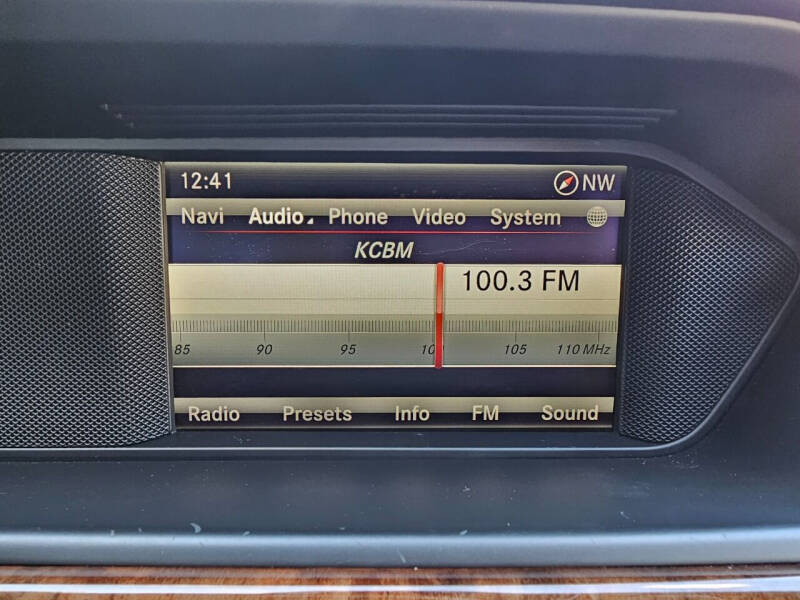 12:41 NW
Navi Audio Phone Video System
KCBM
100.3 FM
85 90 95 100 105 110 MHz
Radio Presets Info FM Sound